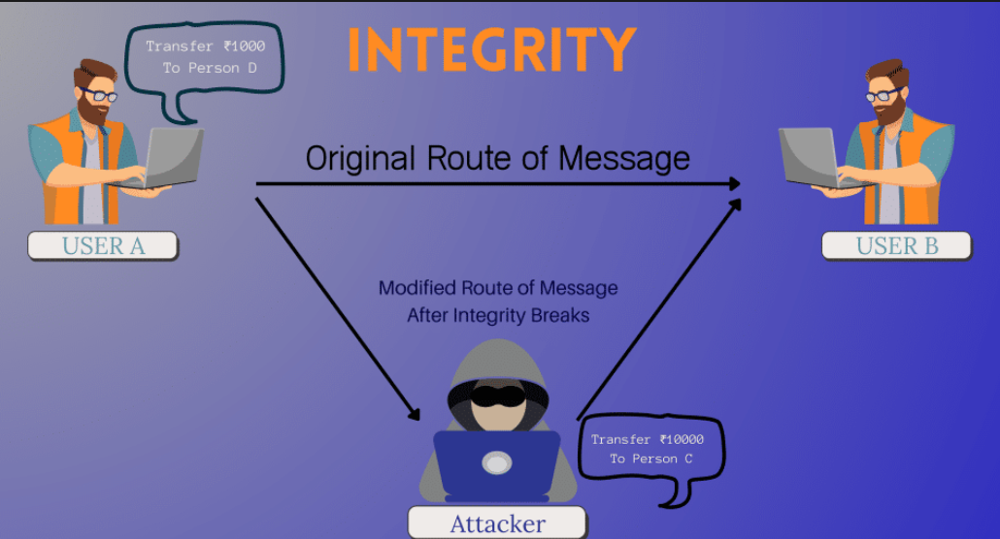 INTEGRITY
Transfer ₹1000
To Person D
Original Route of Message
USER A
USER B
Modified Route of Message
After Integrity Breaks
Transfer ₹10000
To Person C
Attacker